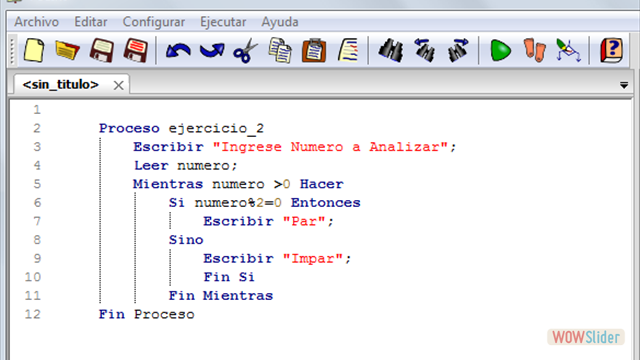 Archivo Editar Configurar Ejecutar Ayuda
<sin_titulo>
1
2 Proceso ejercicio_2
3 Escribir "Ingrese Numero a Analizar";
4 Leer numero;
5 Mientras numero >0 Hacer
6 Si numero%2=0 Entonces
7 Escribir "Par";
8 Sino
9 Escribir "Impar";
10 Fin Si
11 Fin Mientras
12 Fin Proceso
WOWSlider